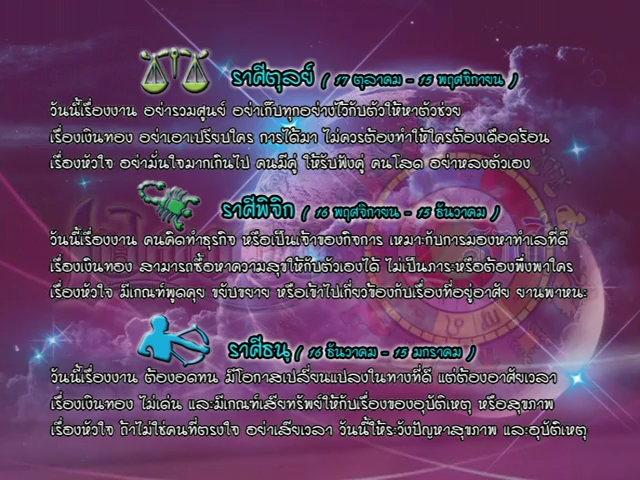 ราศีตุลย์ ( 17 ตุลาคม - 15 พฤศจิกายน )
วันนี้เรื่องงาน อย่ารวมศูนย์ อย่าเก็บทุกอย่างไว้กับตัวให้หาตัวช่วย
เรื่องเงินทอง อย่าเอาเปรียบใคร การได้มา ไม่ควรต้องทำให้ใครต้องเดือดร้อน
เรื่องหัวใจ อย่ามั่นใจมากเกินไป คนมีคู่ ให้รับฟังคู่ คนโสด อย่าหลงตัวเอง
ราศีพิจิก ( 16 พฤศจิกายน - 15 ธันวาคม )
วันนี้เรื่องงาน คนคิดทำธุรกิจ หรือเป็นเจ้าของกิจการ เหมาะกับการมองหาทำเลที่ดี
เรื่องเงินทอง สามารถซื้อหาความสุขให้กับตัวเองได้ ไม่เป็นภาระหรือต้องพึ่งพาใคร
เรื่องหัวใจ มีเกณฑ์พูดคุย ขยับขยาย หรือเข้าไปเกี่ยวข้องกับเรื่องที่อยู่อาศัย ยานพาหนะ
ราศีธนู ( 16 ธันวาคม - 15 มกราคม )
วันนี้เรื่องงาน ต้องอดทน มีโอกาสเปลี่ยนแปลงในทางที่ดี แต่ต้องอาศัยเวลา
เรื่องเงินทอง ไม่เด่น และมีเกณฑ์เสียทรัพย์ให้กับเรื่องของอุบัติเหตุ หรือสุขภาพ
เรื่องหัวใจ ถ้าไม่ใช่คนที่ตรงใจ อย่าเสียเวลา วันนี้ให้ระวังปัญหาสุขภาพ และอุบัติเหตุ